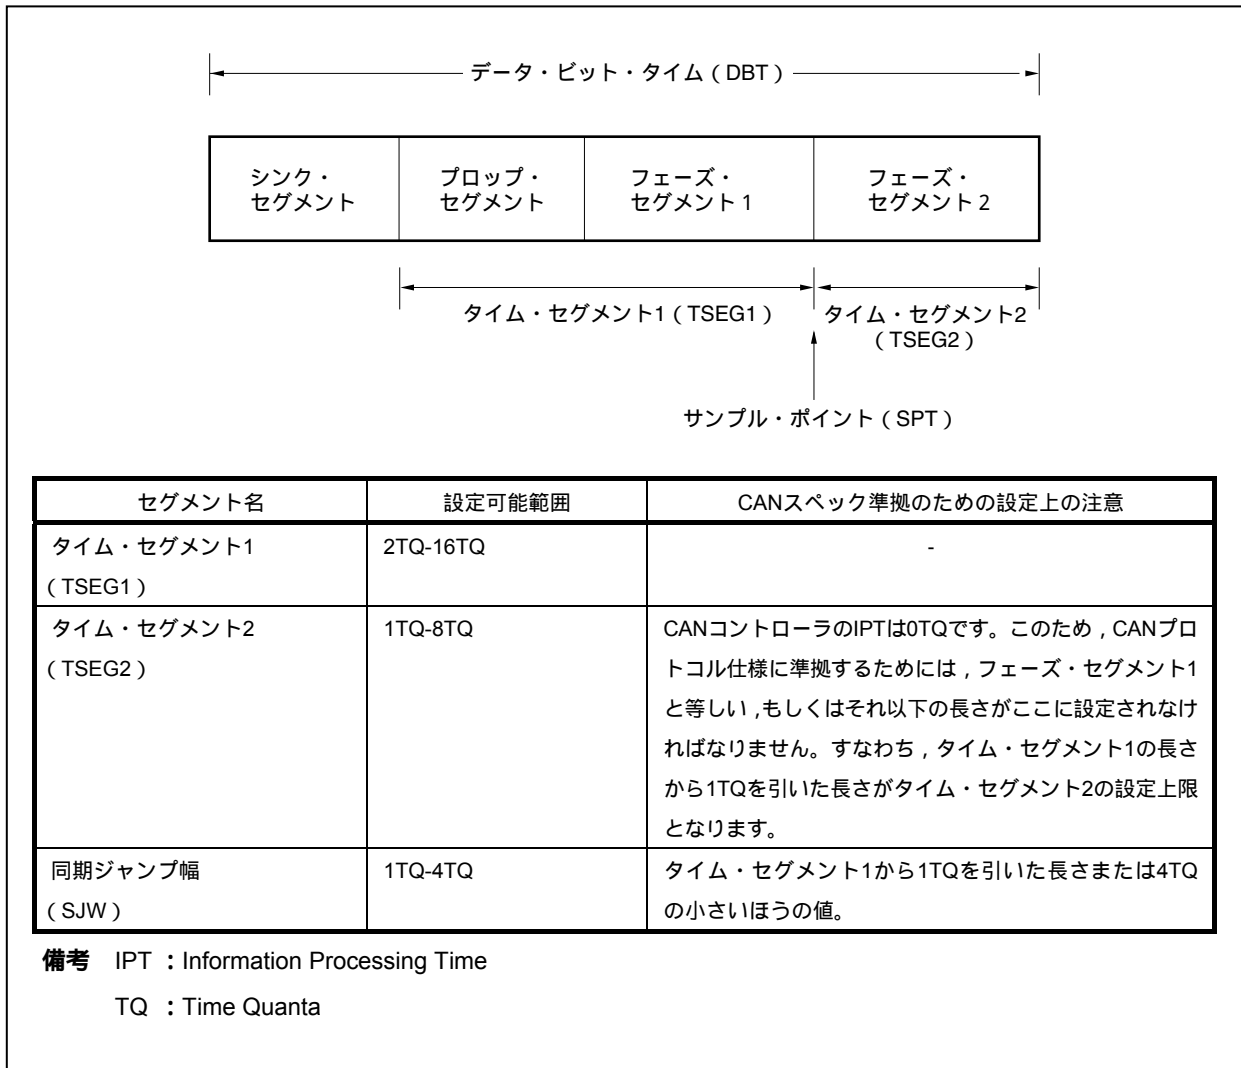 データ・ビット・タイム（DBT）
シンク・
セグメント
プロップ・
セグメント
フェーズ・
セグメント1
フェーズ・
セグメント2
タイム・セグメント1（TSEG1）
タイム・セグメント2
（TSEG2）
サンプル・ポイント（SPT）
セグメント名
設定可能範囲
CANスペック準拠のための設定上の注意
タイム・セグメント1
（TSEG1）
2TQ-16TQ
-
タイム・セグメント2
（TSEG2）
1TQ-8TQ
CANコントローラのIPTは0TQです。このため，CANプロ
トコル仕様に準拠するためには，フェーズ・セグメント1
と等しい，もしくはそれ以下の長さがここに設定されなけ
ればなりません。すなわち，タイム・セグメント1の長さ
から1TQを引いた長さがタイム・セグメント2の設定上限
となります。
同期ジャンプ幅
（SJW）
1TQ-4TQ
タイム・セグメント1から1TQを引いた長さまたは4TQ
の小さいほうの値。
備考 IPT ：Information Processing Time
TQ ：Time Quanta